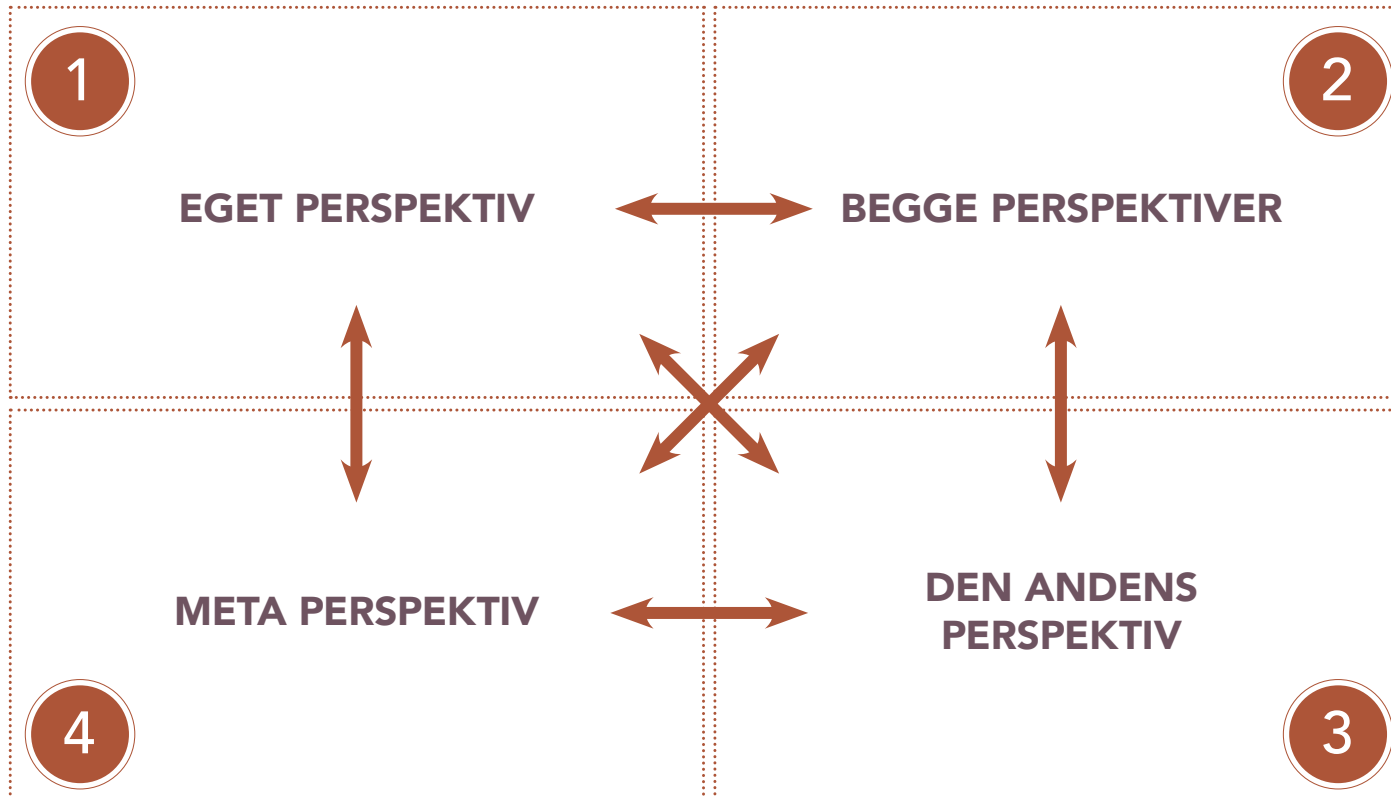 1
2
EGET PERSPEKTIV
BEGGE PERSPEKTIVER
META PERSPEKTIV
DEN ANDENS
PERSPEKTIV
4
3